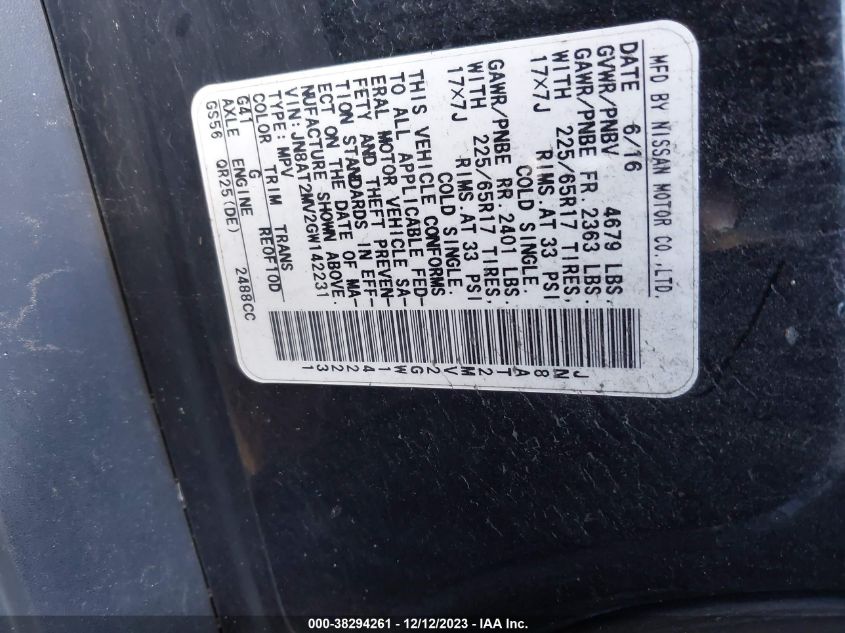 MFD BY NISSAN MOTOR CO.,LTD.
DATE 6/16
GVWR/PNBV 4679 LBS.
GAWR/PNBE FR. 2363 LBS.
WITH 225/65R17 TIRES,
17X7J RIMS.AT 33 PSI
COLD SINGLE.
GAWR/PNBE RR. 2401 LBS.
WITH 225/65R17 TIRES,
17X7J RIMS.AT 33 PSI
COLD SINGLE.
THIS VEHICLE CONFORMS
TO ALL APPLICABLE FED-
ERAL MOTOR VEHICLE SA-
FETY AND THEFT PREVEN-
TION STANDARDS IN EFF-
ECT ON THE DATE OF MA-
NUFACTURE SHOWN ABOVE.
VIN:JN8AT2MV2GW142231
TYPE:MPV
COLOR TRIM TRANS
G41 G RE0F10D
AXLE ENGINE
GS56 QR25(DE) 2488CC
JN8AT2MV2GW142231
000-38294261 - 12/12/2023 - IAA Inc.